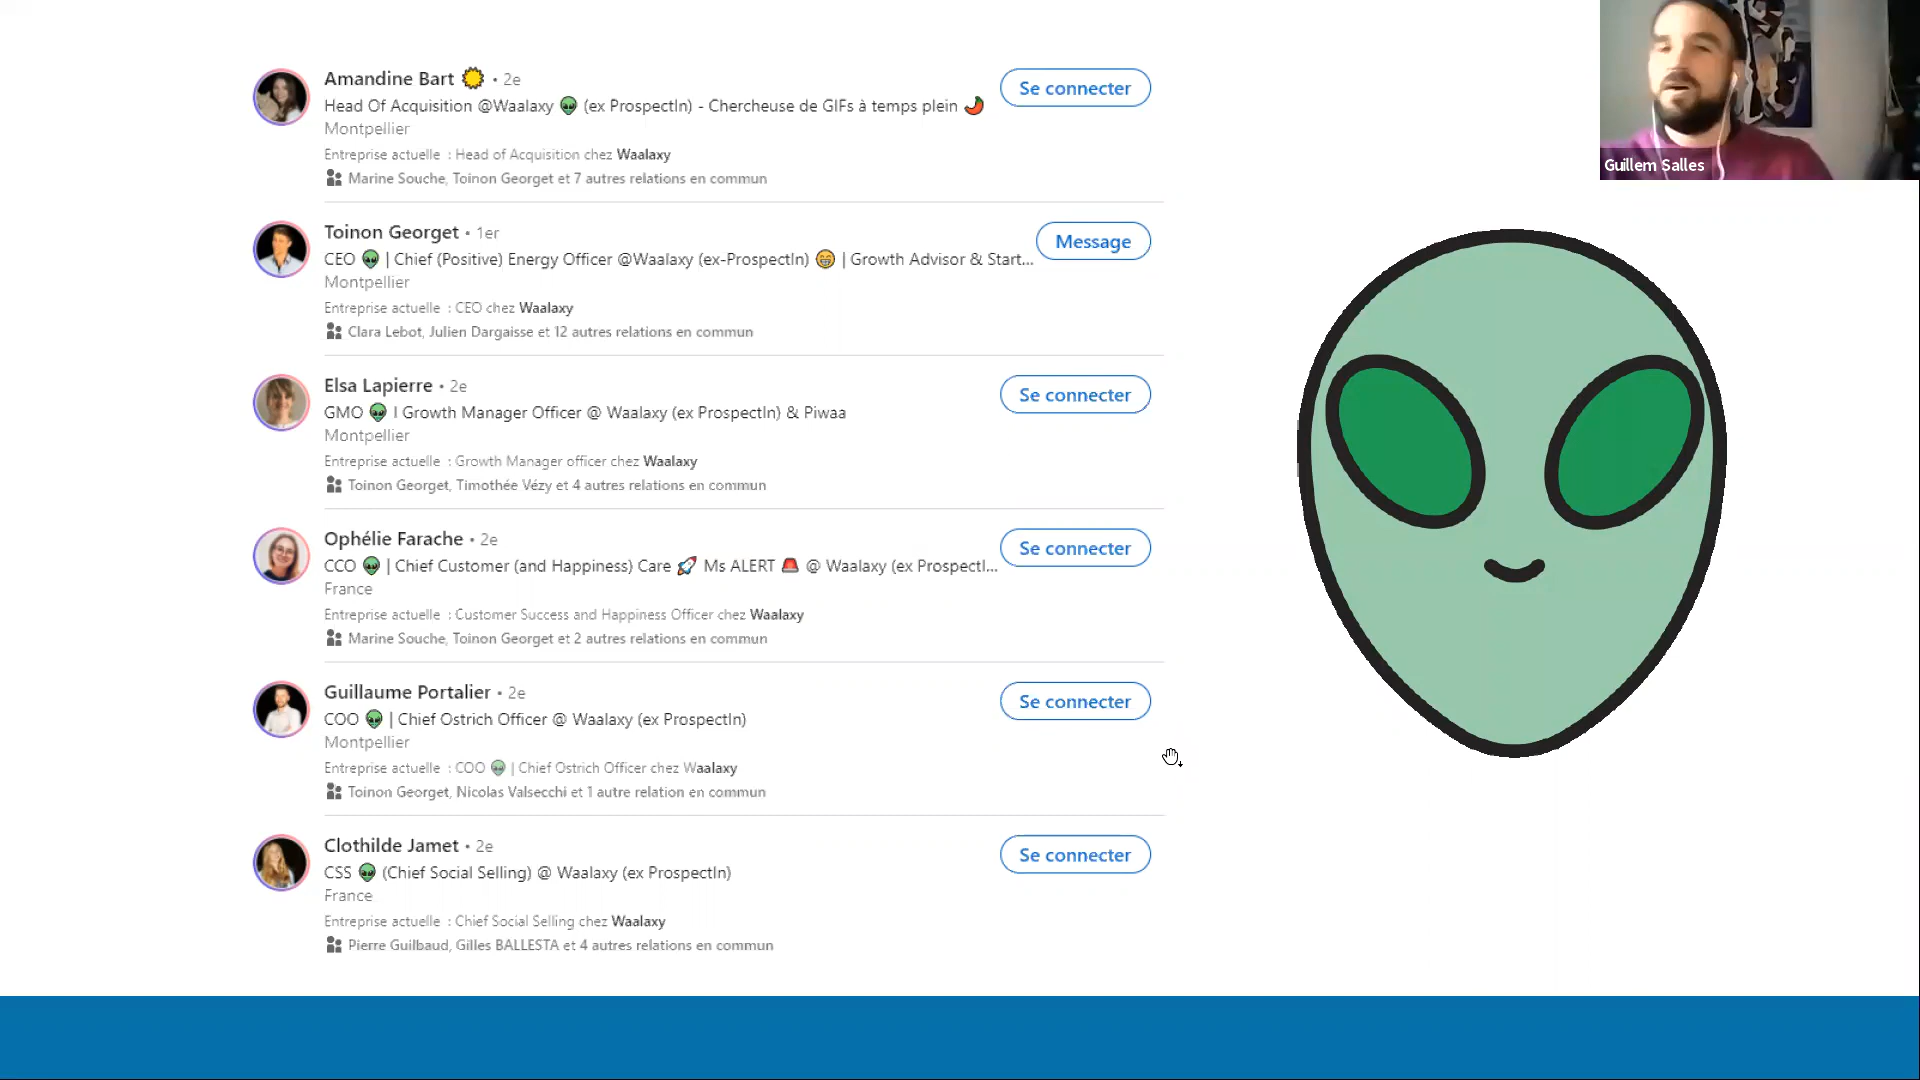 Amandine Bart • 2e
Se connecter
Head Of Acquisition @Waalaxy 👽 (ex ProspectIn) - Chercheuse de GIFs à temps plein 🌶
Montpellier
Entreprise actuelle : Head of Acquisition chez Waalaxy
Marine Souche, Toinon Georget et 7 autres relations en commun
Guillem Salles
Toinon Georget • 1er
Message
CEO 👽 | Chief (Positive) Energy Officer @Waalaxy (ex-ProspectIn) 😁 | Growth Advisor & Start...
Montpellier
Entreprise actuelle : CEO chez Waalaxy
Clara Lebot, Julien Dargaisse et 12 autres relations en commun
Elsa Lapierre • 2e
Se connecter
GMO 👽 I Growth Manager Officer @ Waalaxy (ex ProspectIn) & Piwaa
Montpellier
Entreprise actuelle : Growth Manager officer chez Waalaxy
Toinon Georget, Timothée Vézy et 4 autres relations en commun
Ophélie Farache • 2e
Se connecter
CCO 👽 | Chief Customer (and Happiness) Care 🚀 Ms ALERT 🚨 @ Waalaxy (ex ProspectI...
France
Entreprise actuelle : Customer Success and Happiness Officer chez Waalaxy
Marine Souche, Toinon Georget et 2 autres relations en commun
Guillaume Portalier • 2e
Se connecter
COO 👽 | Chief Ostrich Officer @ Waalaxy (ex ProspectIn)
Montpellier
Entreprise actuelle : COO 👽 | Chief Ostrich Officer chez Waalaxy
Toinon Georget, Nicolas Valsecchi et 1 autre relation en commun
Clothilde Jamet • 2e
Se connecter
CSS 👽 (Chief Social Selling) @ Waalaxy (ex ProspectIn)
France
Entreprise actuelle : Chief Social Selling chez Waalaxy
Pierre Guilbaud, Gilles BALLESTA et 4 autres relations en commun